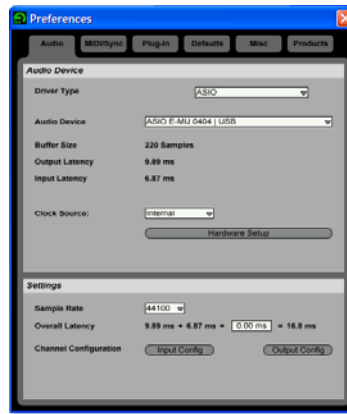 Preferences
Audio MIDI/Sync Plug-In Defaults Misc Products
Audio Device
Driver Type ASIO
Audio Device ASIO E-MU 0404 | USB
Buffer Size 220 Samples
Output Latency 9.89 ms
Input Latency 6.87 ms
Clock Source: Internal
Hardware Setup
Settings
Sample Rate 44100
Overall Latency 9.89 ms + 6.87 ms + 0.00 ms = 16.8 ms
Channel Configuration Input Config Output Config